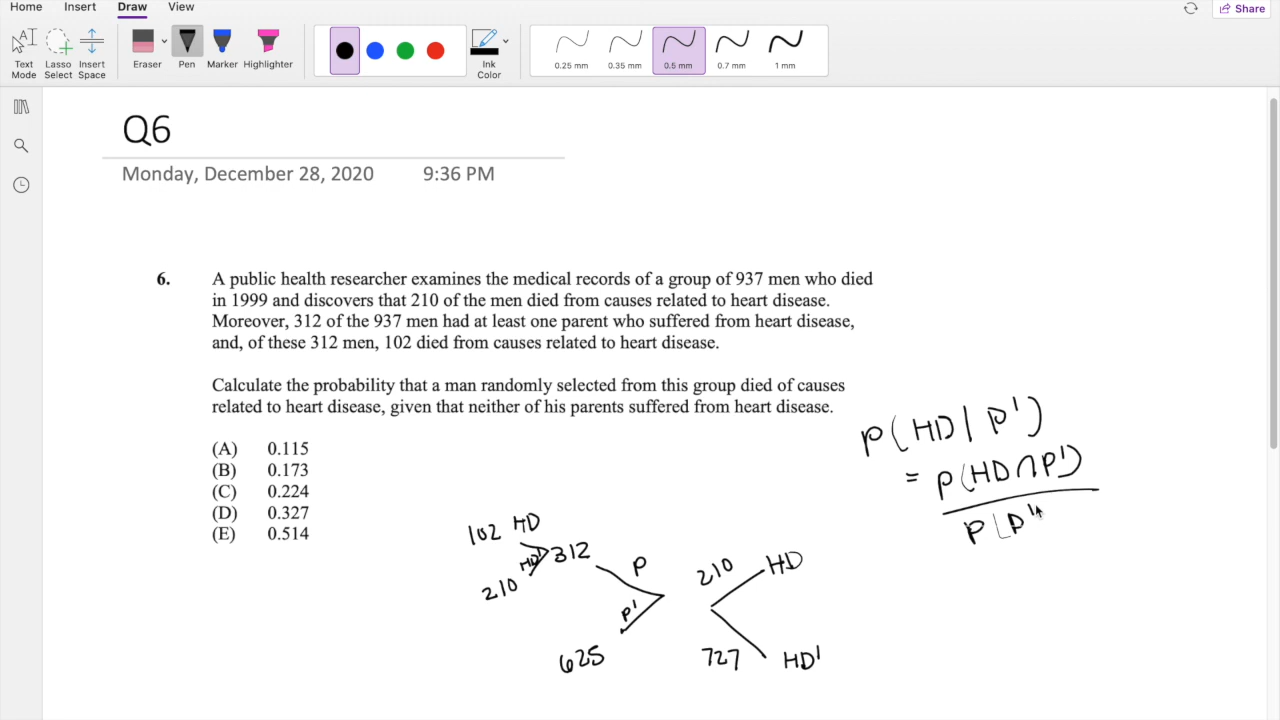 Home Insert Draw View
Share
Text Mode
Lasso Select
Insert Space
Eraser
Pen
Marker
Highlighter
Ink Color
0.25 mm
0.35 mm
0.5 mm
0.7 mm
1 mm
Q6
Monday, December 28, 2020 9:36 PM
6. A public health researcher examines the medical records of a group of 937 men who died
in 1999 and discovers that 210 of the men died from causes related to heart disease.
Moreover, 312 of the 937 men had at least one parent who suffered from heart disease,
and, of these 312 men, 102 died from causes related to heart disease.
Calculate the probability that a man randomly selected from this group died of causes
related to heart disease, given that neither of his parents suffered from heart disease.
(A) 0.115
(B) 0.173
(C) 0.224
(D) 0.327
(E) 0.514
P(HD|P')
= P(HD∩P')
P(P'
102 HD
312
HD'
210
P
P'
625
210
HD
727
HD'